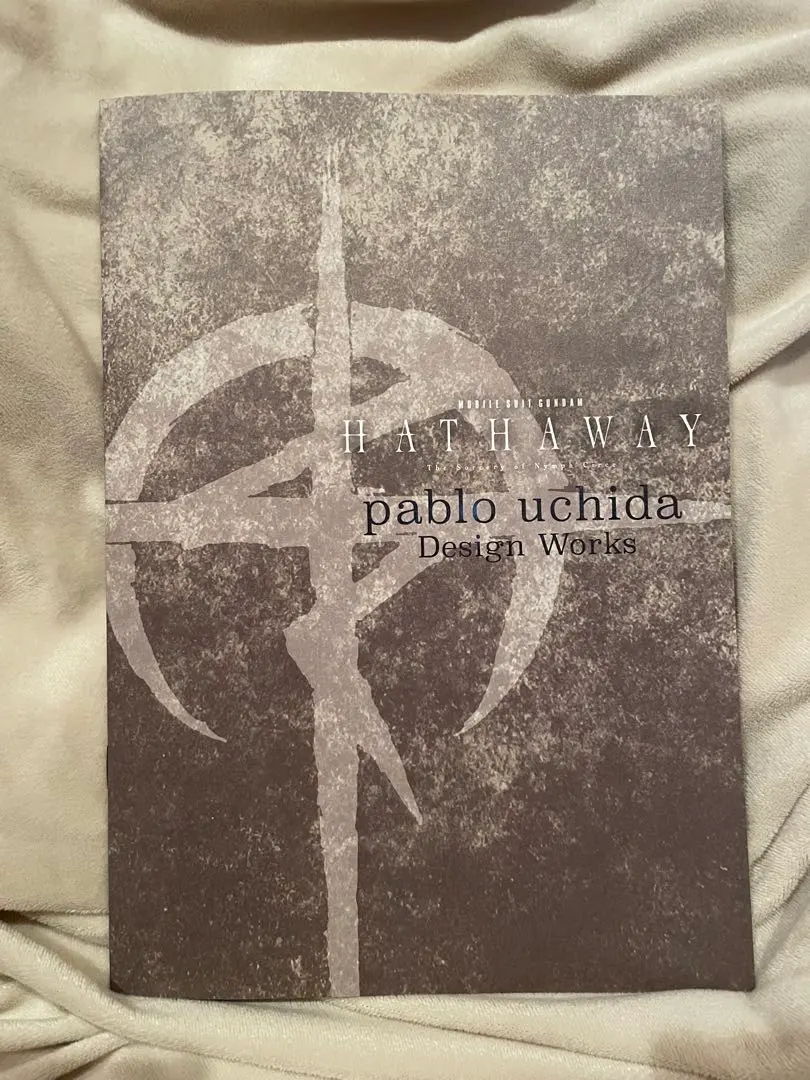 MOBILE SUIT GUNDAM
HATHAWAY
The Sorcery of Nymph Circe
pablo uchida
Design Works